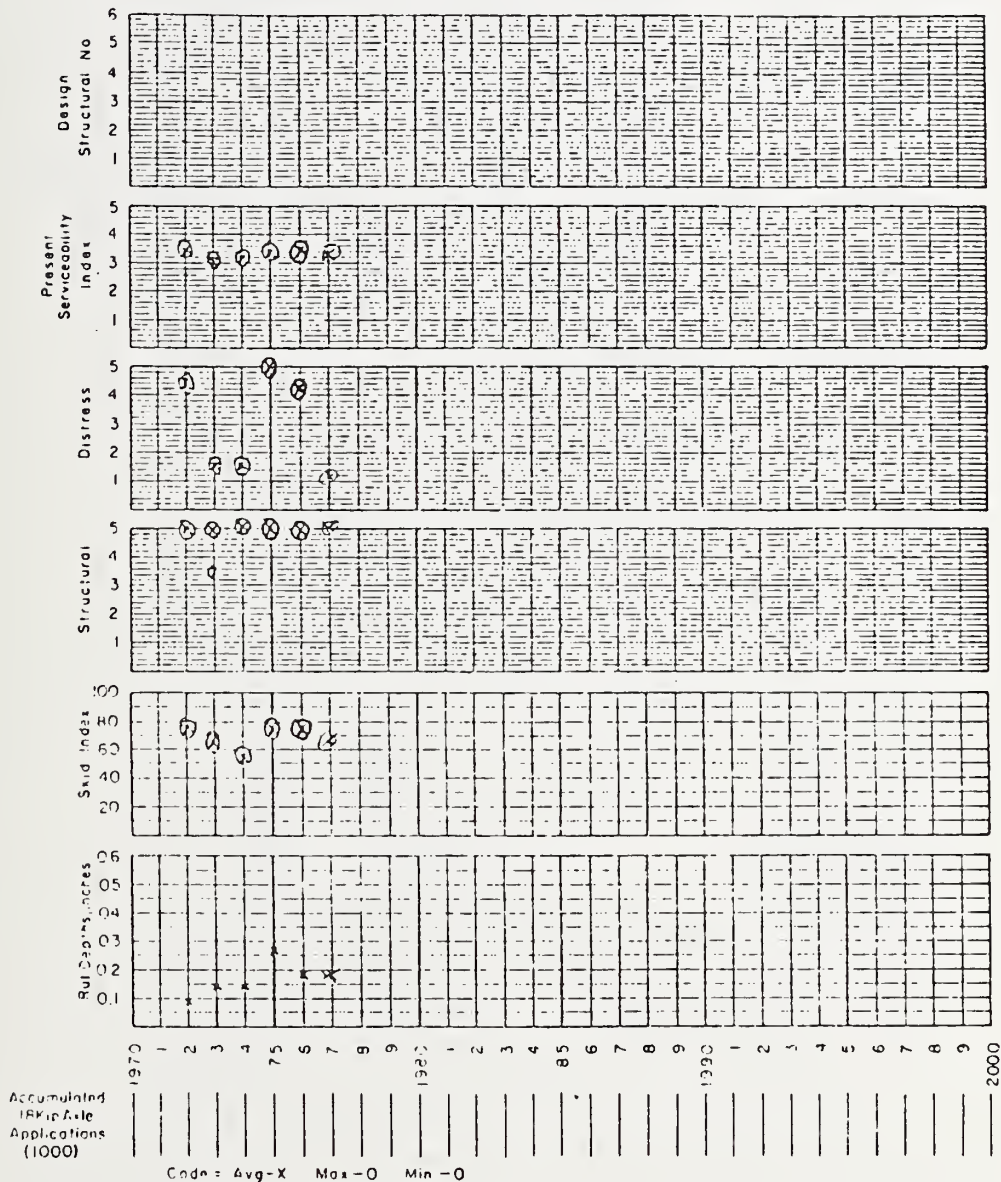 6
5
4
3
2
1
Design
Structural No
5
4
3
2
1
Present
Serviceability
Index
5
4
3
2
1
Distress
5
4
3
2
1
Structural
100
80
60
40
20
Skid Index
0.6
0.5
0.4
0.3
0.2
0.1
Rut Depths, inches
1970 1 2 3 4 75 6 7 8 9 1980 1 2 3 4 85 6 7 8 9 1990 1 2 3 4 5 6 7 8 9 2000
Accumulated
18Kip Axle
Applications
(1000)
Code = Avg-X Max-O Min-O